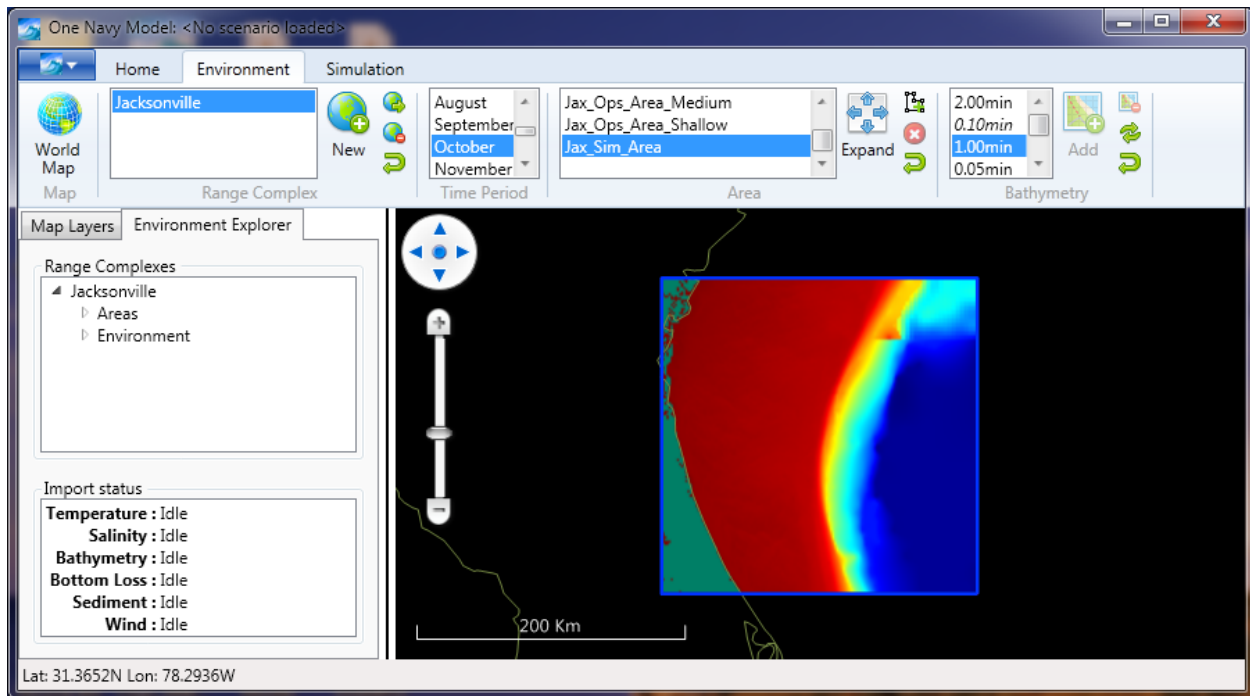 One Navy Model: <No scenario loaded>
Home Environment Simulation
World Map
Map
Jacksonville
New
Range Complex
August
September
October
November
Time Period
Jax_Ops_Area_Medium
Jax_Ops_Area_Shallow
Jax_Sim_Area
Expand
Area
2.00min
0.10min
1.00min
0.05min
Add
Bathymetry
Map Layers Environment Explorer
Range Complexes
Jacksonville
Areas
Environment
Import status
Temperature : Idle
Salinity : Idle
Bathymetry : Idle
Bottom Loss : Idle
Sediment : Idle
Wind : Idle
200 Km
Lat: 31.3652N Lon: 78.2936W